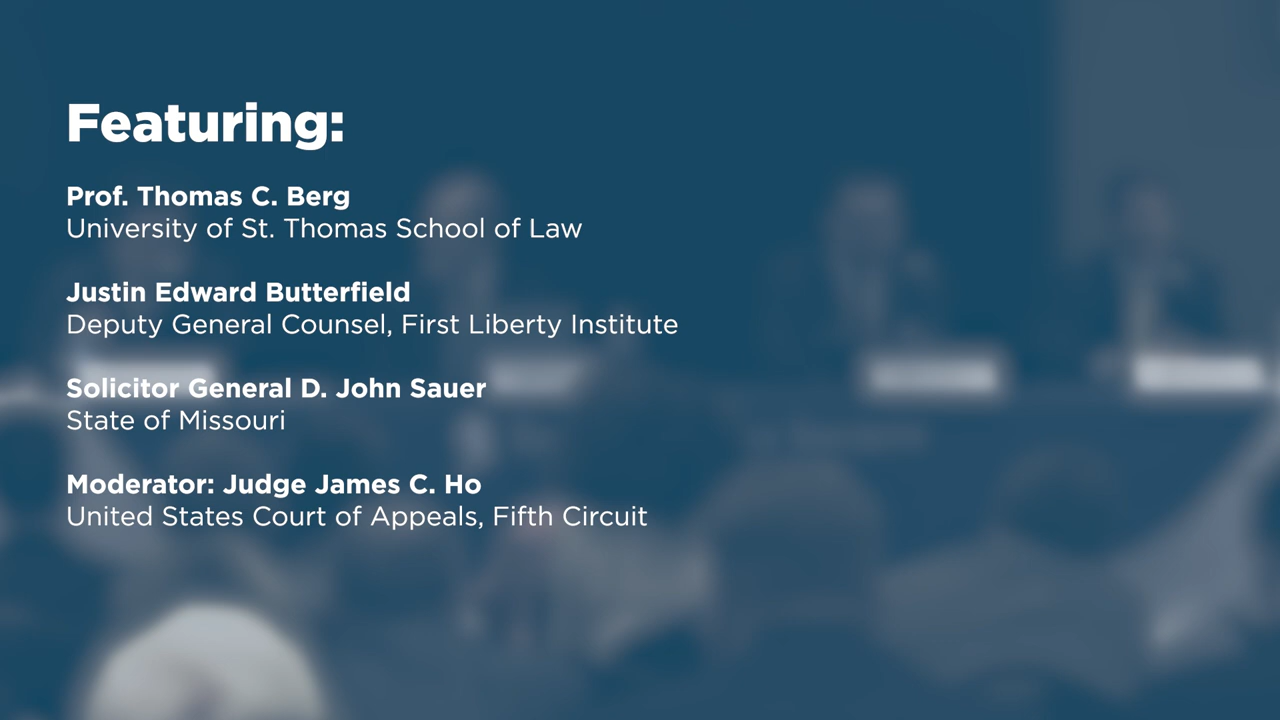 Featuring:
Prof. Thomas C. Berg
University of St. Thomas School of Law
Justin Edward Butterfield
Deputy General Counsel, First Liberty Institute
Solicitor General D. John Sauer
State of Missouri
Moderator: Judge James C. Ho
United States Court of Appeals, Fifth Circuit